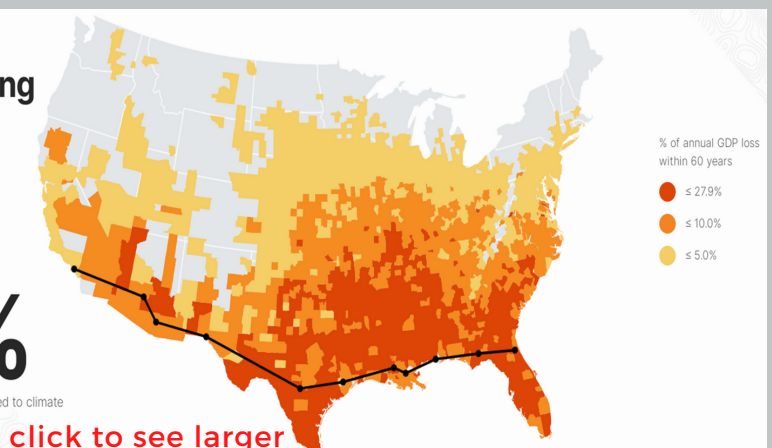 ng
% of annual GDP loss
within 60 years
≤ 27.9%
≤ 10.0%
≤ 5.0%
%
ed to climate
click to see larger